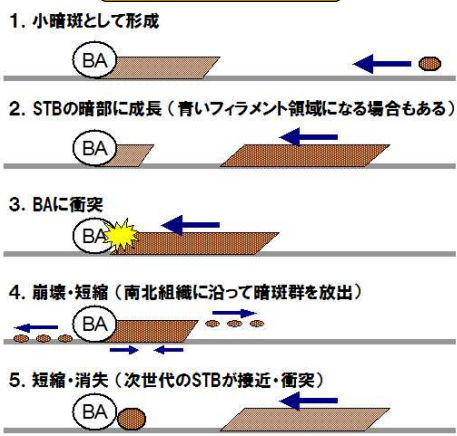 1. 小暗斑として形成
BA
2. STBの暗部に成長（青いフィラメント領域になる場合もある）
BA
3. BAに衝突
BA
4. 崩壊・短縮（南北組織に沿って暗斑群を放出）
BA
5. 短縮・消失（次世代のSTBが接近・衝突）
BA